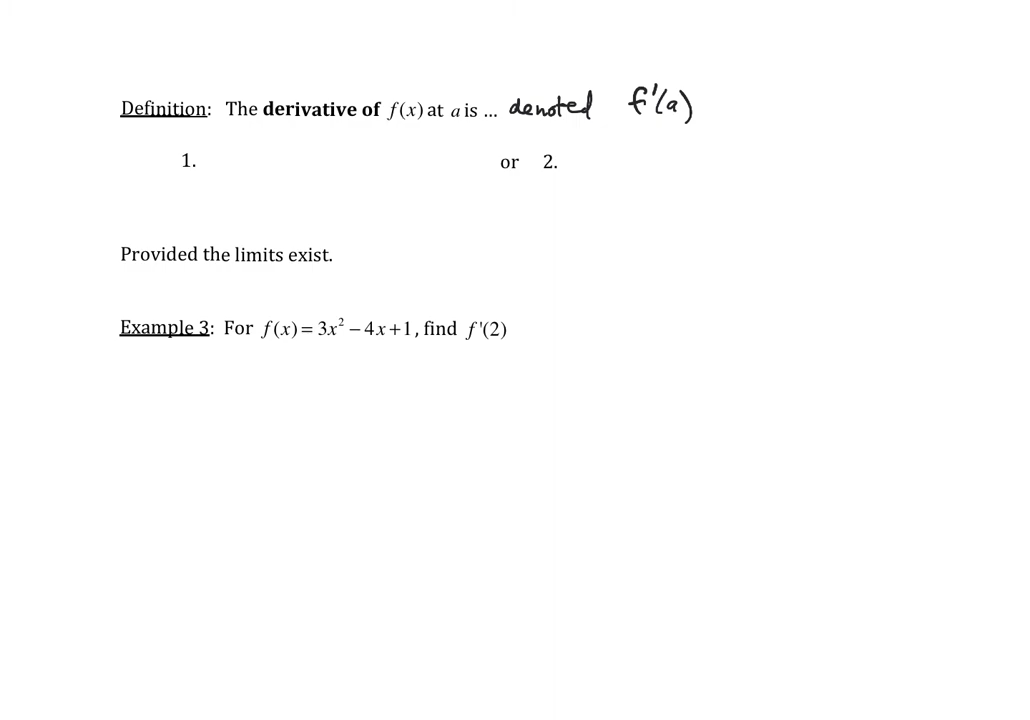 Definition: The derivative of f(x) at a is ... denoted f'(a)
1. or 2.
Provided the limits exist.
Example 3: For f(x) = 3x² – 4x + 1, find f'(2)